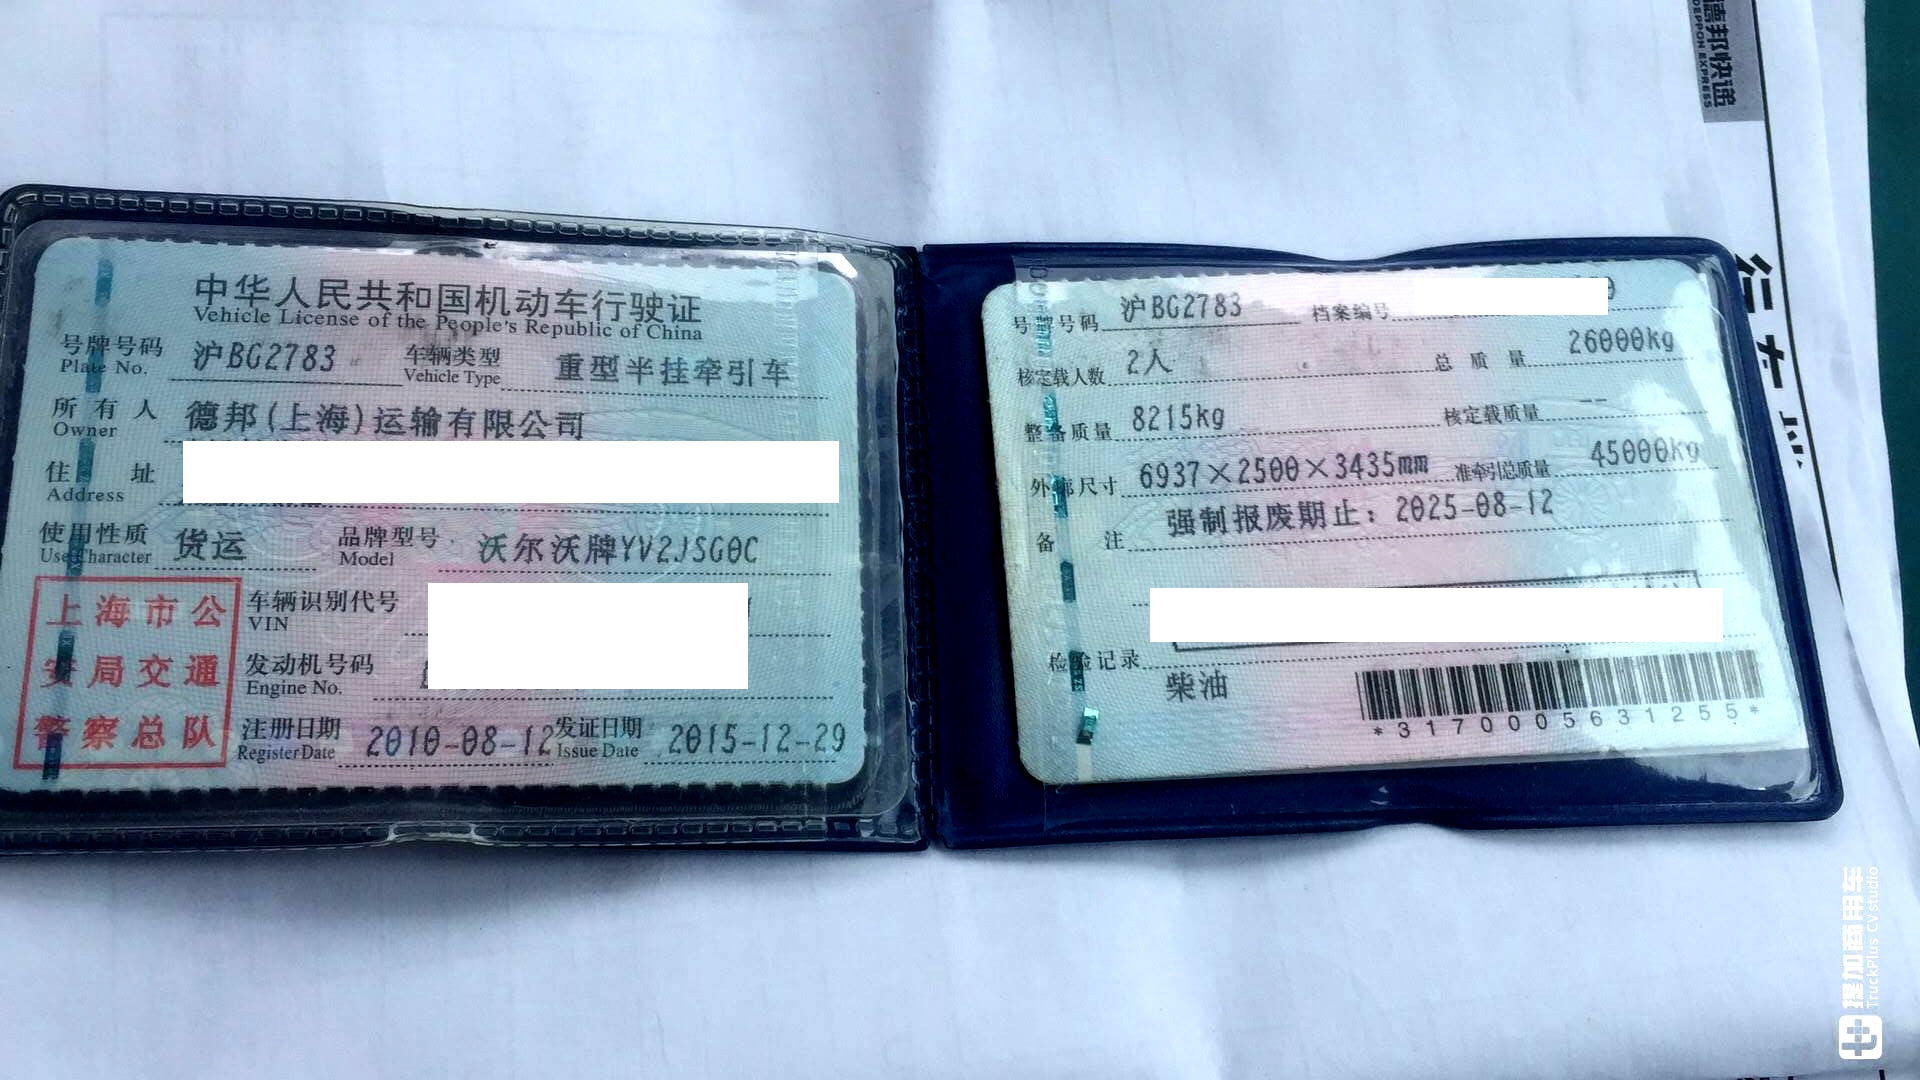 中华人民共和国机动车行驶证
Vehicle License of the People's Republic of China
号牌号码 沪BG2783 车辆类型 重型半挂牵引车
Plate No. Vehicle Type
所有人 德邦(上海)运输有限公司
Owner
住址
Address
使用性质 货运 品牌型号 沃尔沃牌YV2JSG0C
Use Character Model
上海市公
安局交通
警察总队
车辆识别代号
VIN
发动机号码
Engine No.
注册日期 2010-08-12 发证日期 2015-12-29
Register Date Issue Date
号牌号码 沪BG2783 档案编号
核定载人数 2人 总质量 26000kg
整备质量 8215kg 核定载质量 --
外廓尺寸 6937×2500×3435mm 准牵引总质量 45000kg
备注 强制报废期止：2025-08-12
检验记录
柴油
*3170005631255*
德邦快递
DEPPON EXPRESS
提加商用车
TruckPlus CV studio